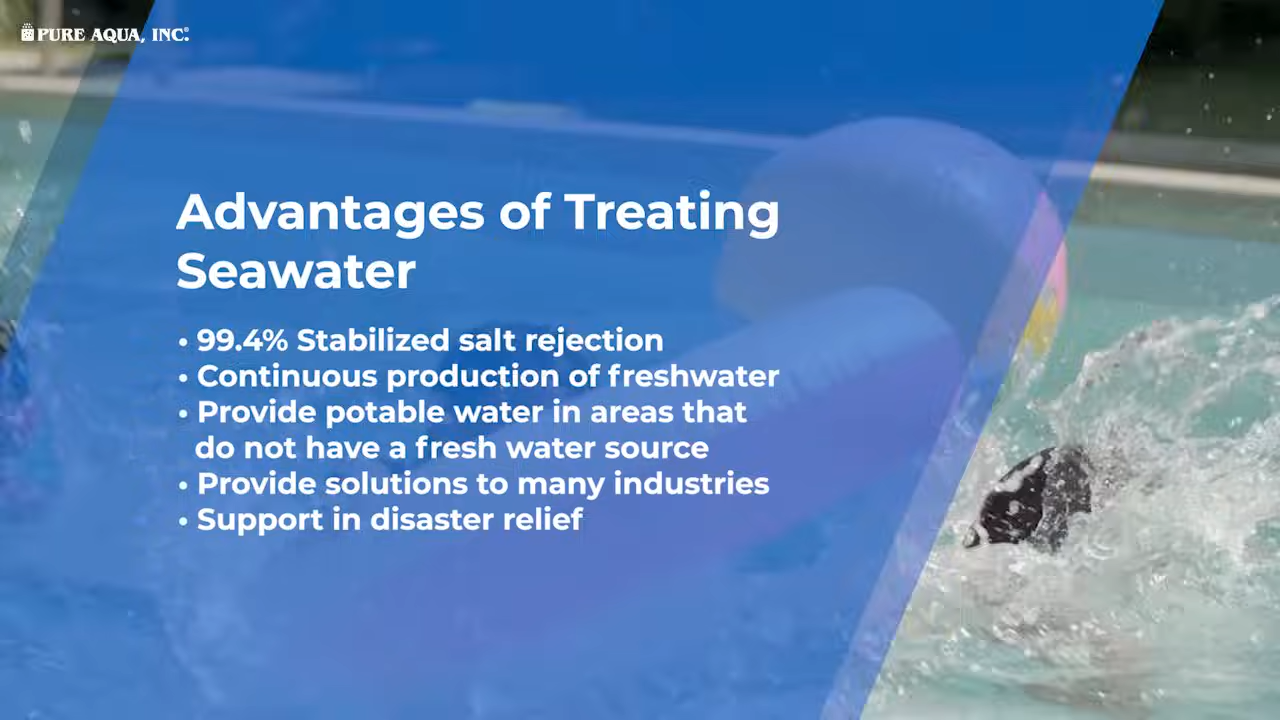 PURE AQUA, INC.®
Advantages of Treating
Seawater
• 99.4% Stabilized salt rejection
• Continuous production of freshwater
• Provide potable water in areas that
do not have a fresh water source
• Provide solutions to many industries
• Support in disaster relief